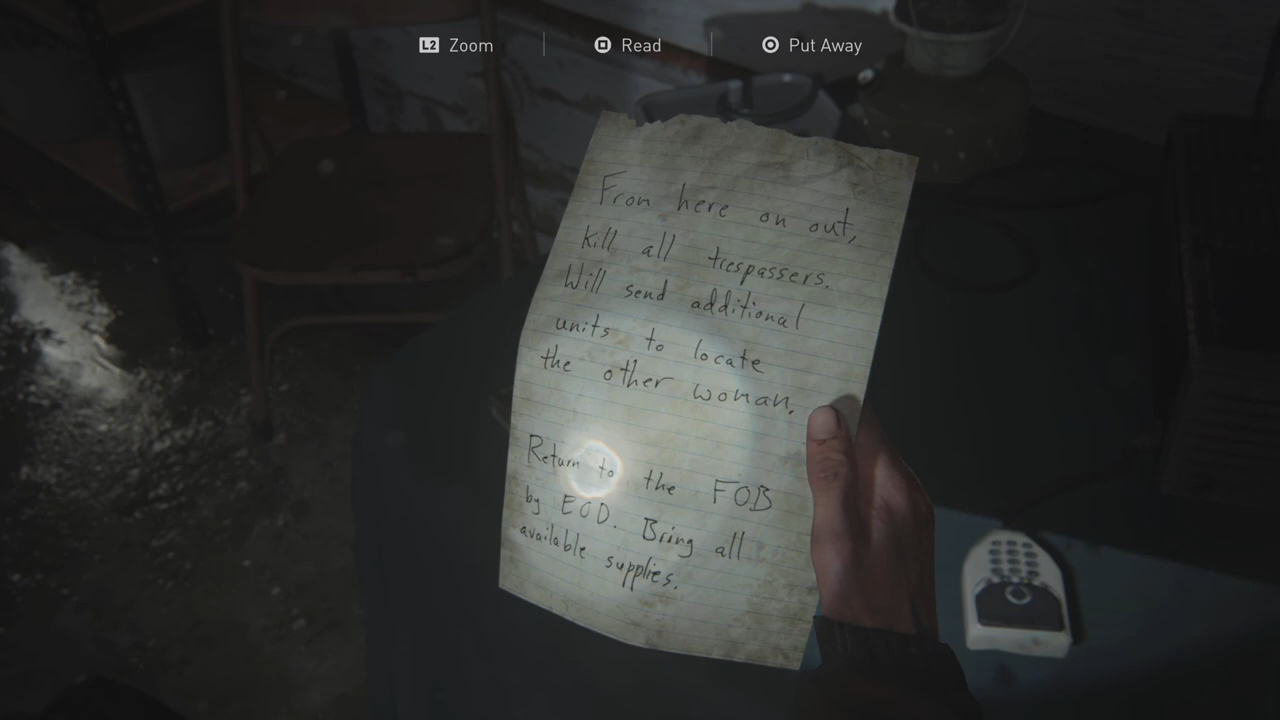 L2 Zoom
Read
Put Away
From here on out,
kill all trespassers.
Will send additional
units to locate
the other woman.
Return to the FOB
by EOD. Bring all
available supplies.